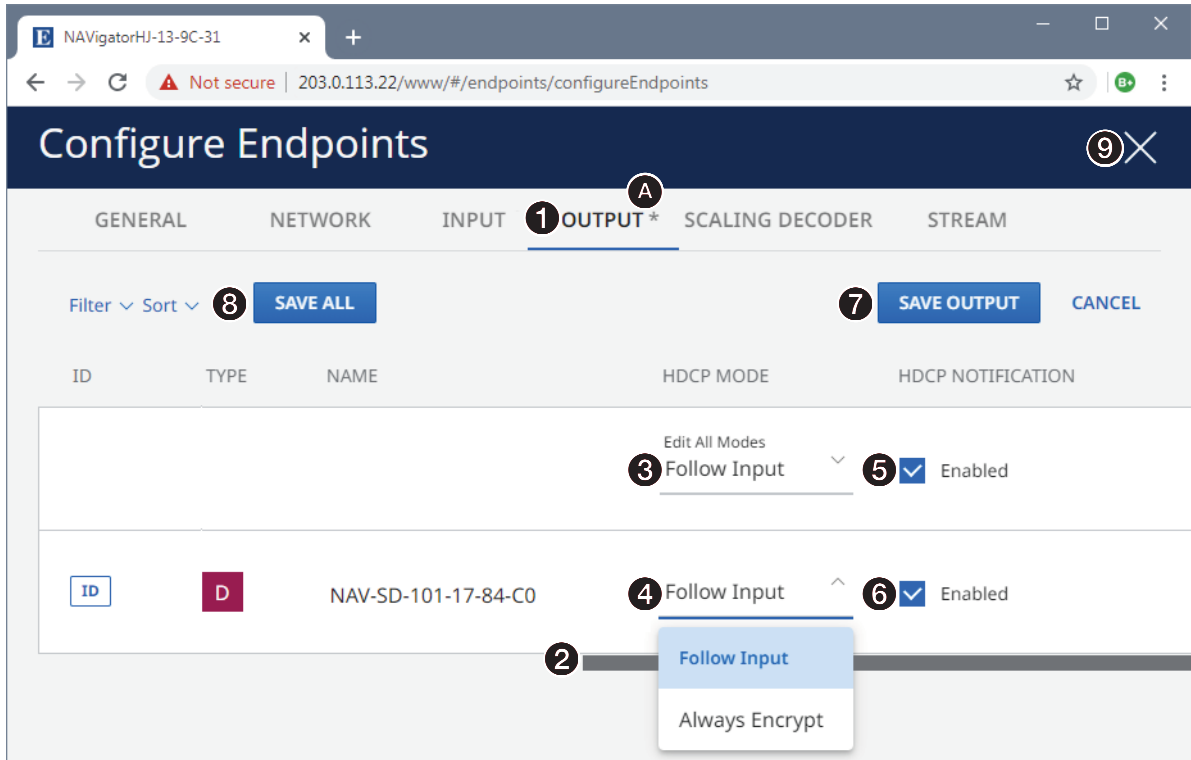 E NAVigatorHJ-13-9C-31 × +
Not secure | 203.0.113.22/www/#/endpoints/configureEndpoints B+
Configure Endpoints 9
A
GENERAL NETWORK INPUT 1 OUTPUT * SCALING DECODER STREAM
Filter Sort 8 SAVE ALL 7 SAVE OUTPUT CANCEL
ID TYPE NAME HDCP MODE HDCP NOTIFICATION
Edit All Modes
3 Follow Input 5 Enabled
ID D NAV-SD-101-17-84-C0 4 Follow Input 6 Enabled
2 Follow Input
Always Encrypt